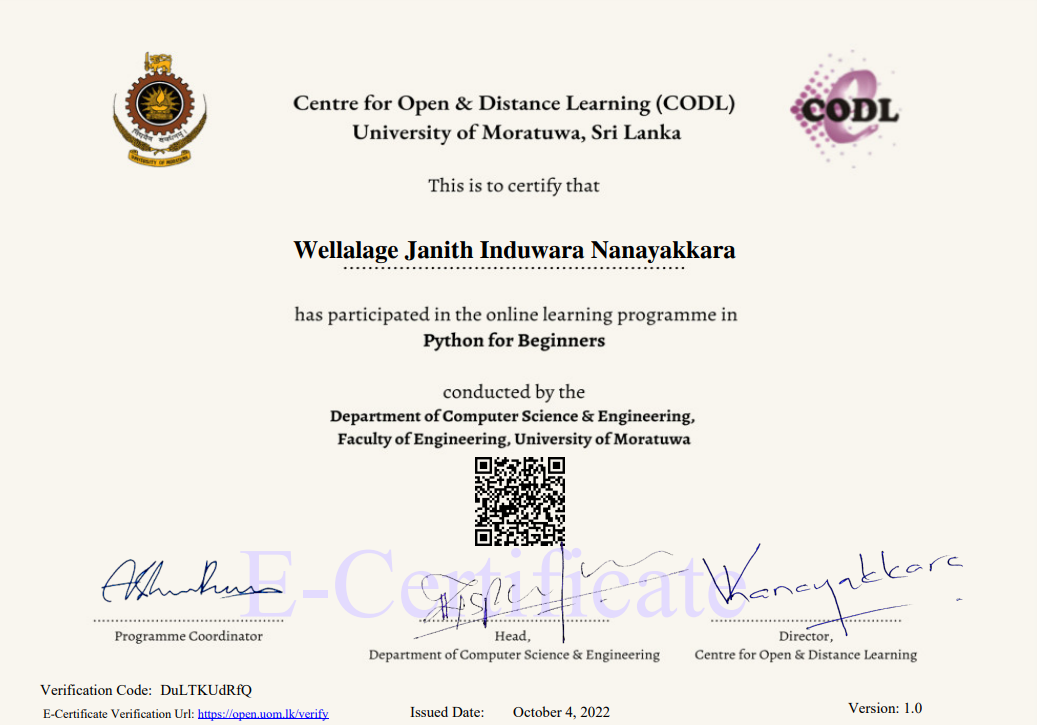 Centre for Open & Distance Learning (CODL)
University of Moratuwa, Sri Lanka
CODL
UNIVERSITY OF MORATUWA
This is to certify that
Wellalage Janith Induwara Nanayakkara
has participated in the online learning programme in
Python for Beginners
conducted by the
Department of Computer Science & Engineering,
Faculty of Engineering, University of Moratuwa
E-Certificate
Programme Coordinator
Head,
Department of Computer Science & Engineering
Director,
Centre for Open & Distance Learning
Verification Code: DuLTKUdRfQ
E-Certificate Verification Url: https://open.uom.lk/verify
Issued Date: October 4, 2022
Version: 1.0